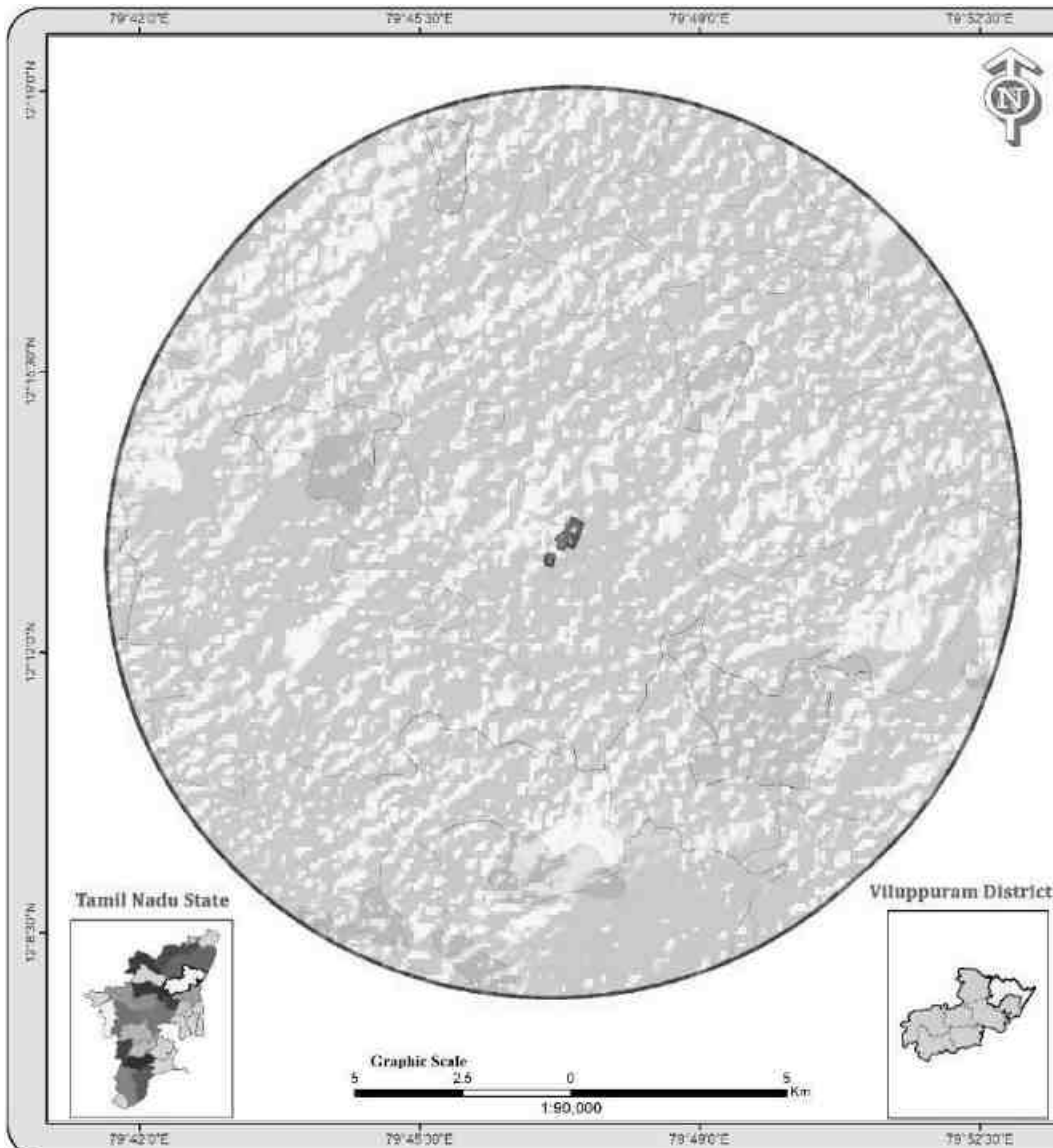 79°42'0"E 79°45'30"E 79°49'0"E 79°52'30"E
N
12°19'0"N
12°15'30"N
12°12'0"N
12°8'30"N
Tamil Nadu State
Viluppuram District
Graphic Scale
5 2.5 0 5
Km
1:90,000
79°42'0"E 79°45'30"E 79°49'0"E 79°52'30"E